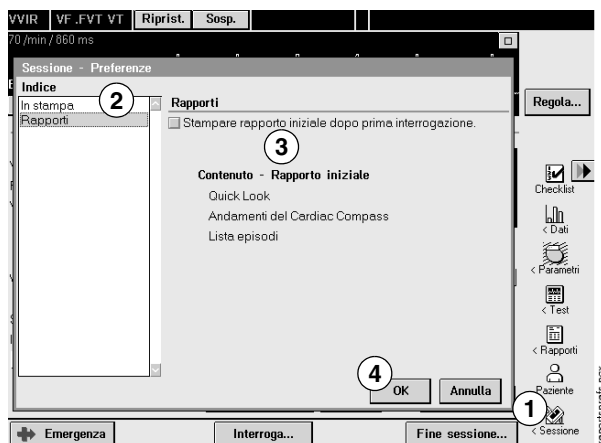 VVIR VF .FVT VT Riprist. Sosp.
70 /min / 860 ms
Sessione - Preferenze
Indice
In stampa
Rapporti
2
Rapporti
Stampare rapporto iniziale dopo prima interrogazione.
3
Contenuto - Rapporto iniziale
Quick Look
Andamenti del Cardiac Compass
Lista episodi
4
OK Annulla
Regola...
Checklist
< Dati
< Parametri
< Test
< Rapporti
Paziente
1
< Sessione
Emergenza Interroga... Fine sessione...